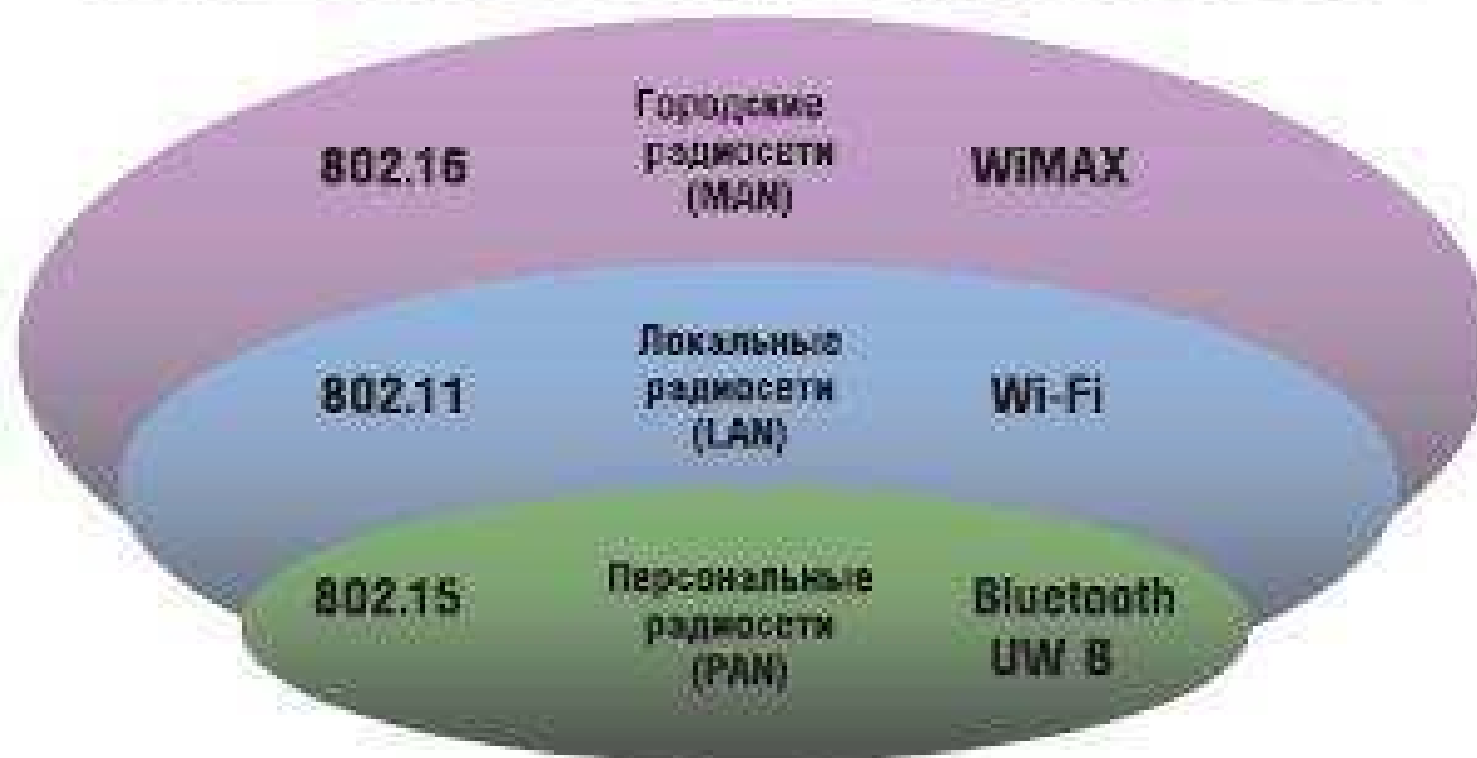 Городские
радиосети
(MAN)
802.16
WiMAX
Локальные
радиосети
(LAN)
802.11
Wi-Fi
Персональные
радиосети
(PAN)
802.15
Bluetooth
UW B